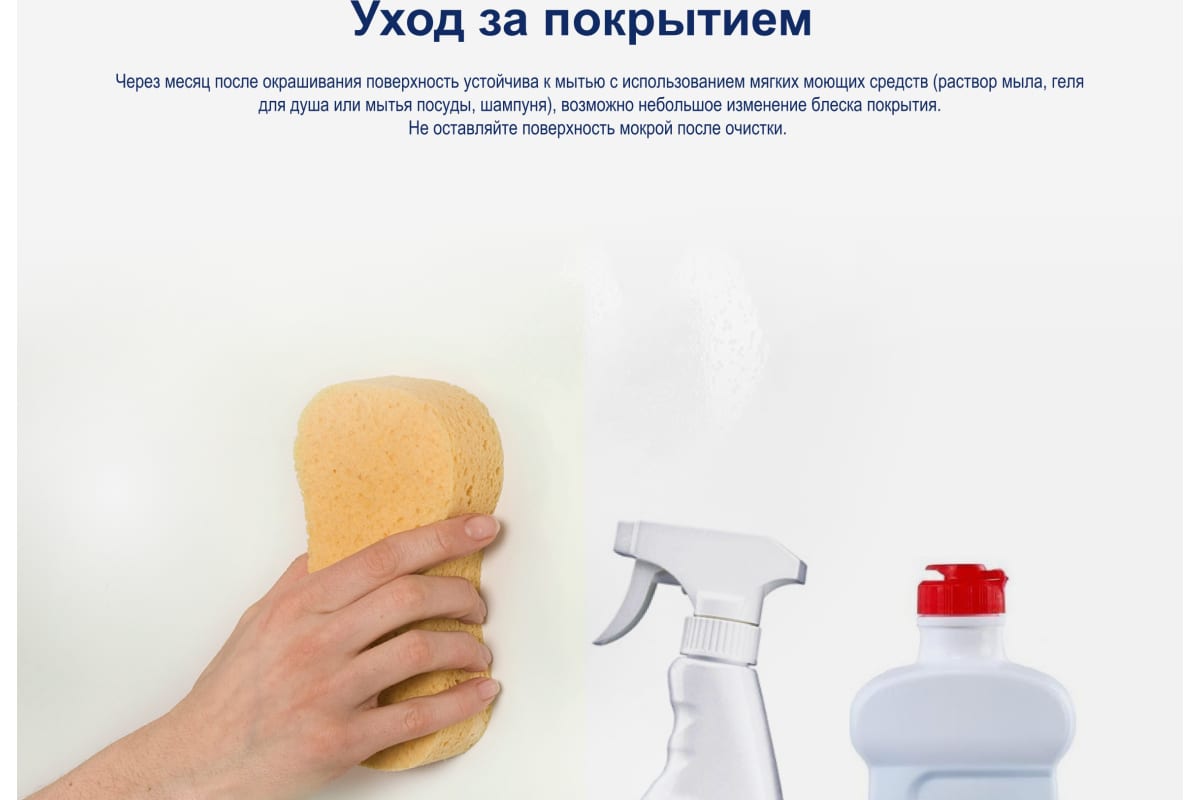 Уход за покрытием
Через месяц после окрашивания поверхность устойчива к мытью с использованием мягких моющих средств (раствор мыла, геля
для душа или мытья посуды, шампуня), возможно небольшое изменение блеска покрытия.
Не оставляйте поверхность мокрой после очистки.